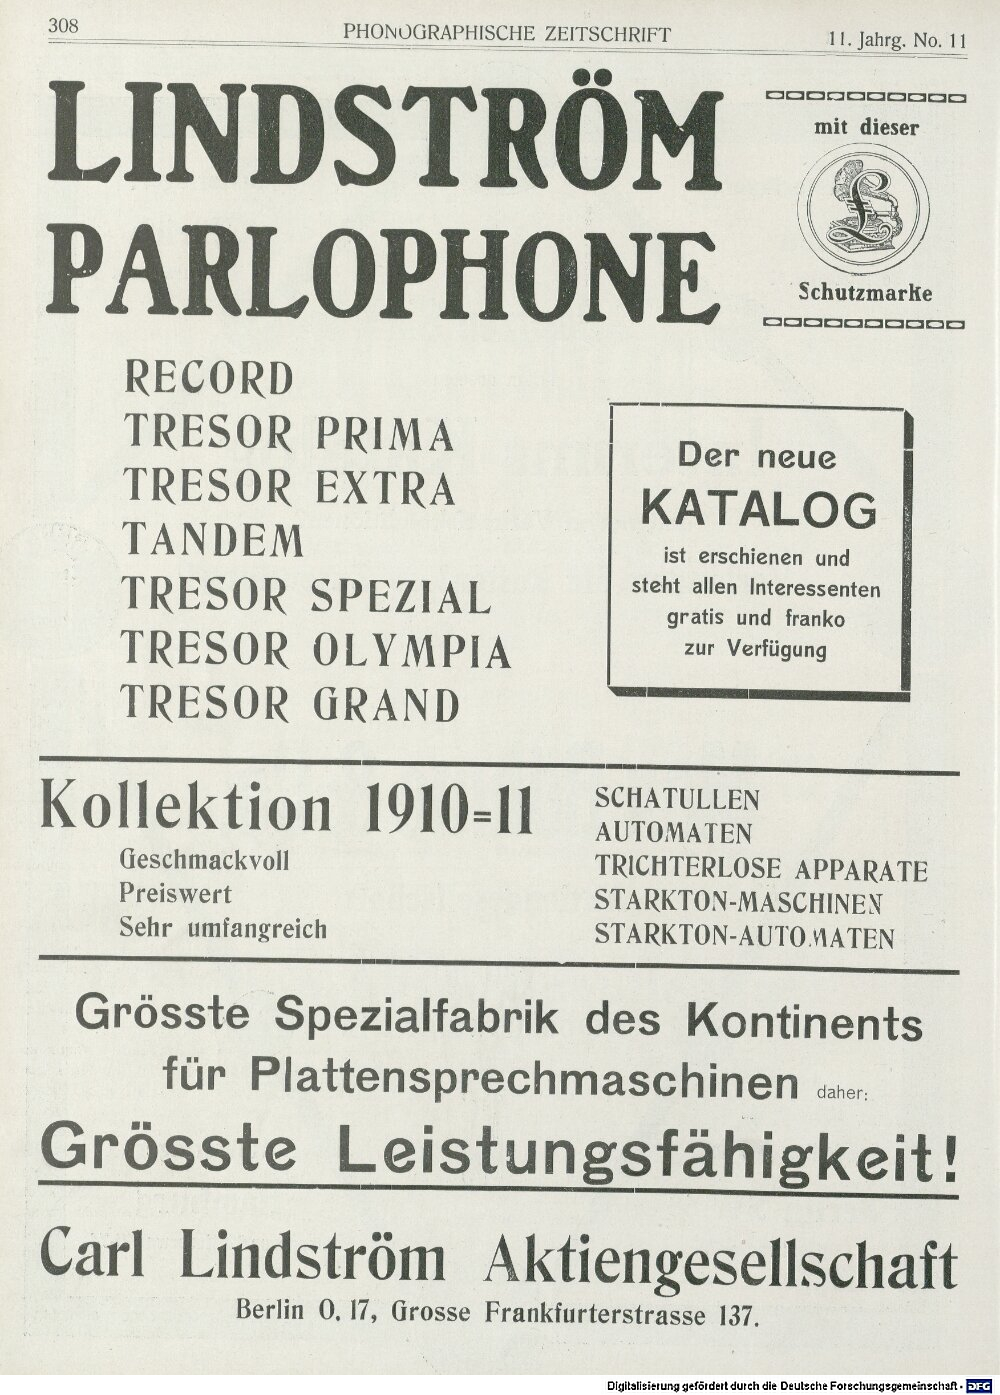 308
PHONOGRAPHISCHE ZEITSCHRIFT
11. Jahrg. No. 11
LINDSTRÖM
PARLOPHONE
mit dieser
L
Schutzmarke
RECORD
TRESOR PRIMA
TRESOR EXTRA
TANDEM
TRESOR SPEZIAL
TRESOR OLYMPIA
TRESOR GRAND
Der neue
KATALOG
ist erschienen und
steht allen Interessenten
gratis und franko
zur Verfügung
Kollektion 1910=11
Geschmackvoll
Preiswert
Sehr umfangreich
SCHATULLEN
AUTOMATEN
TRICHTERLOSE APPARATE
STARKTON-MASCHINEN
STARKTON-AUTOMATEN
Grösste Spezialfabrik des Kontinents
für Plattensprechmaschinen daher:
Grösste Leistungsfähigkeit!
Carl Lindström Aktiengesellschaft
Berlin O. 17, Grosse Frankfurterstrasse 137.
Digitalisierung gefördert durch die Deutsche Forschungsgemeinschaft - DFG